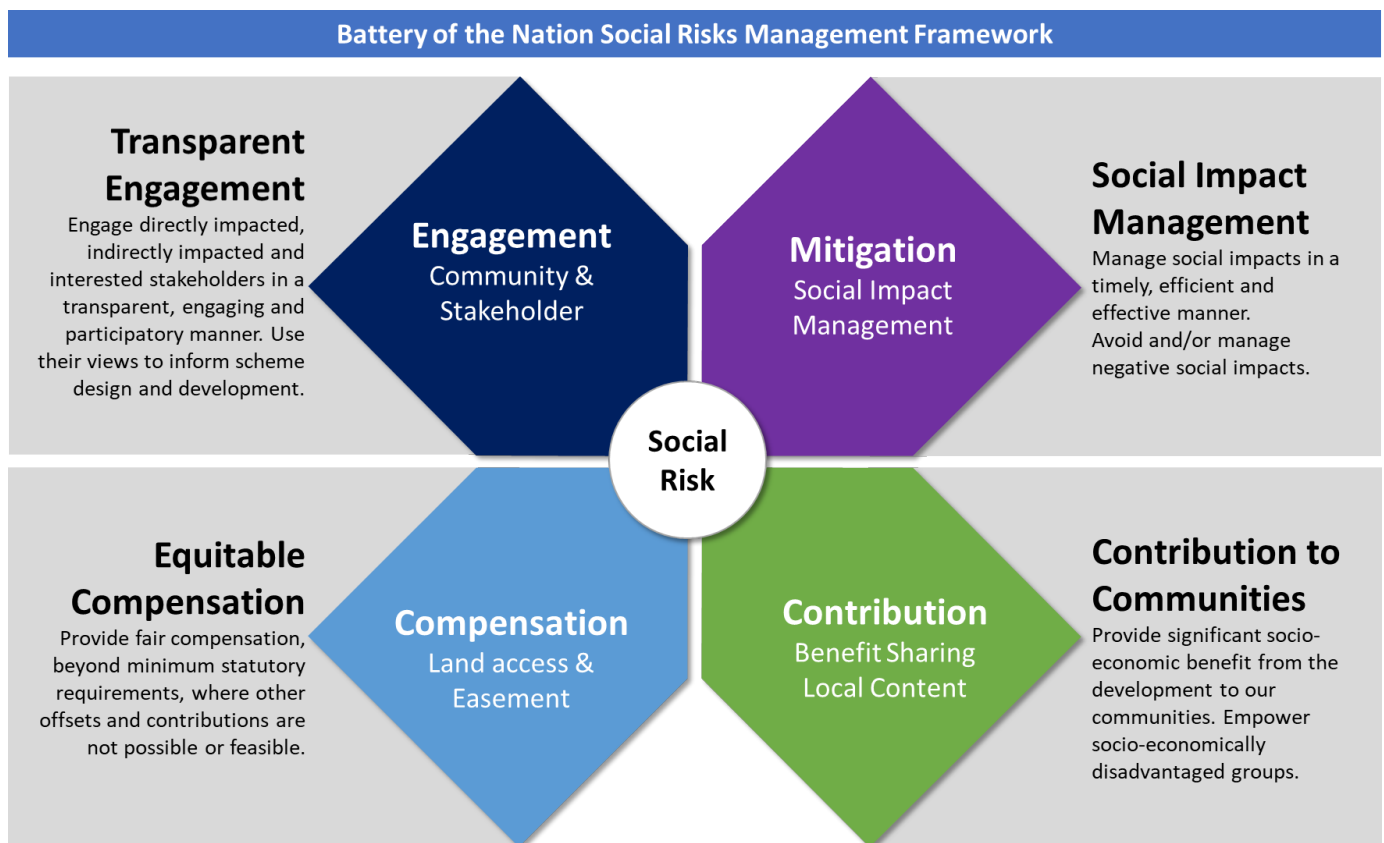 Battery of the Nation Social Risks Management Framework
Transparent
Engagement
Engage directly impacted,
indirectly impacted and
interested stakeholders in a
transparent, engaging and
participatory manner. Use
their views to inform scheme
design and development.
Engagement
Community &
Stakeholder
Mitigation
Social Impact
Management
Social Impact
Management
Manage social impacts in a
timely, efficient and
effective manner.
Avoid and/or manage
negative social impacts.
Social
Risk
Equitable
Compensation
Provide fair compensation,
beyond minimum statutory
requirements, where other
offsets and contributions are
not possible or feasible.
Compensation
Land access &
Easement
Contribution
Benefit Sharing
Local Content
Contribution to
Communities
Provide significant socio-
economic benefit from the
development to our
communities. Empower
socio-economically
disadvantaged groups.